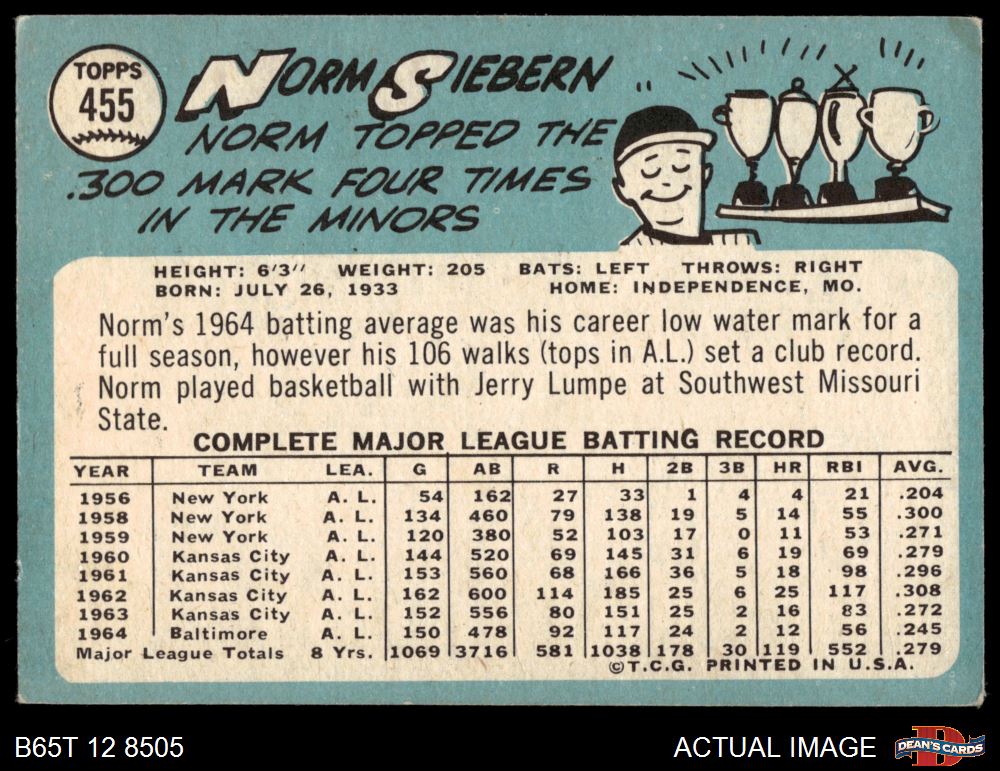 TOPPS
455
NORM SIEBERN
NORM TOPPED THE
.300 MARK FOUR TIMES
IN THE MINORS
HEIGHT: 6'3" WEIGHT: 205 BATS: LEFT THROWS: RIGHT
BORN: JULY 26, 1933 HOME: INDEPENDENCE, MO.
Norm's 1964 batting average was his career low water mark for a
full season, however his 106 walks (tops in A.L.) set a club record.
Norm played basketball with Jerry Lumpe at Southwest Missouri
State.
COMPLETE MAJOR LEAGUE BATTING RECORD
YEAR TEAM LEA. G AB R H 2B 3B HR RBI AVG.
1956 New York A. L. 54 162 27 33 1 4 4 21 .204
1958 New York A. L. 134 460 79 138 19 5 14 55 .300
1959 New York A. L. 120 380 52 103 17 0 11 53 .271
1960 Kansas City A. L. 144 520 69 145 31 6 19 69 .279
1961 Kansas City A. L. 153 560 68 166 36 5 18 98 .296
1962 Kansas City A. L. 162 600 114 185 25 6 25 117 .308
1963 Kansas City A. L. 152 556 80 151 25 2 16 83 .272
1964 Baltimore A. L. 150 478 92 117 24 2 12 56 .245
Major League Totals 8 Yrs. 1069 3716 581 1038 178 30 119 552 .279
©T.C.G. PRINTED IN U.S.A.
B65T 12 8505 ACTUAL IMAGE DEAN'S CARDS